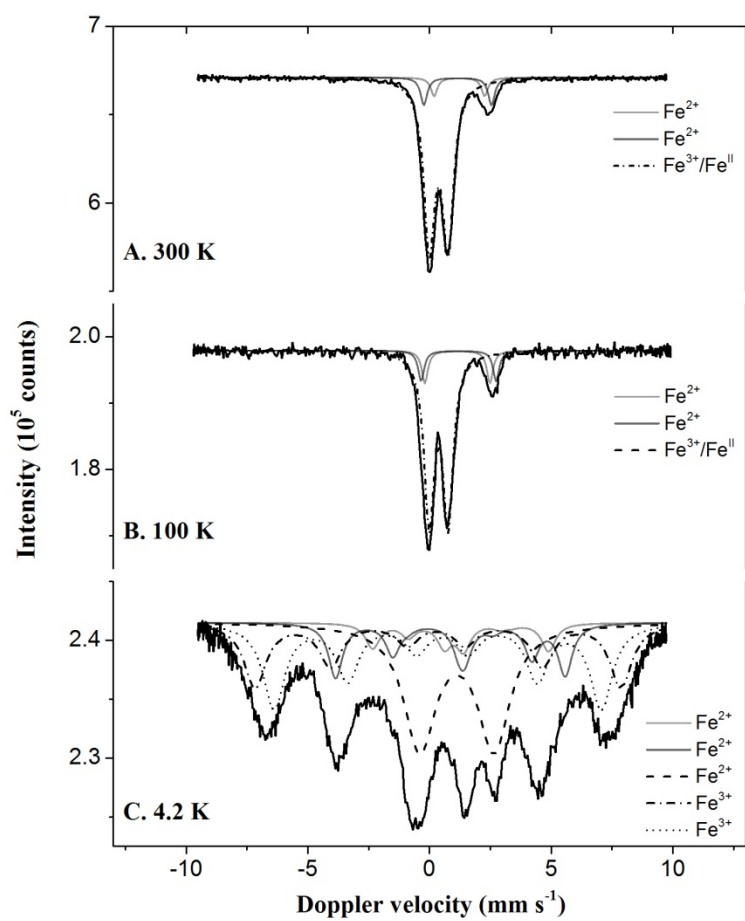 7
6
Fe²⁺
Fe²⁺
Fe³⁺/Feᴵᴵ
A. 300 K
2.0
1.8
Fe²⁺
Fe²⁺
Fe³⁺/Feᴵᴵ
B. 100 K
Intensity (10⁵ counts)
2.4
2.3
Fe²⁺
Fe²⁺
Fe²⁺
Fe³⁺
Fe³⁺
C. 4.2 K
-10 -5 0 5 10
Doppler velocity (mm s⁻¹)